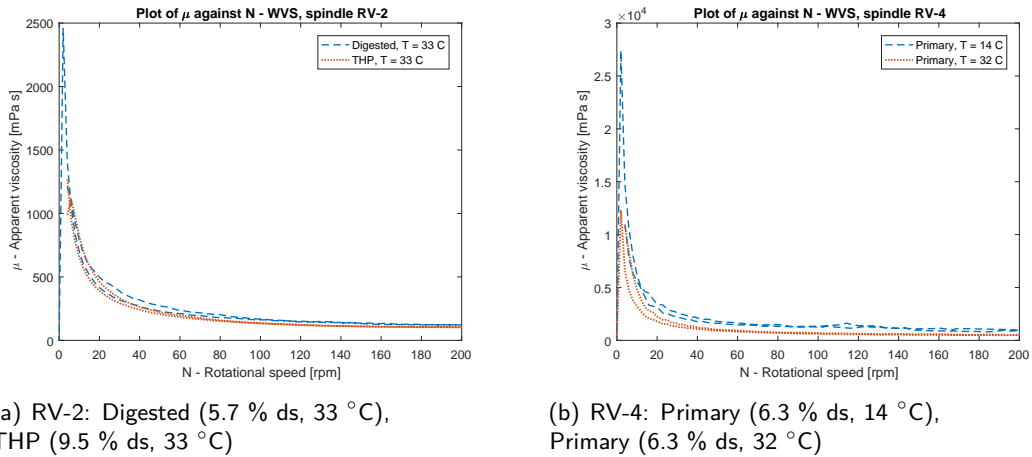 Plot of μ against N - WVS, spindle RV-2
2500
2000
1500
1000
500
0
μ - Apparent viscosity [mPa s]
Digested, T = 33 C
THP, T = 33 C
0 20 40 60 80 100 120 140 160 180 200
N - Rotational speed [rpm]
a) RV-2: Digested (5.7 % ds, 33 °C),
THP (9.5 % ds, 33 °C)
Plot of μ against N - WVS, spindle RV-4
×10⁴
3
2.5
2
1.5
1
0.5
0
μ - Apparent viscosity [mPa s]
Primary, T = 14 C
Primary, T = 32 C
0 20 40 60 80 100 120 140 160 180 200
N - Rotational speed [rpm]
(b) RV-4: Primary (6.3 % ds, 14 °C),
Primary (6.3 % ds, 32 °C)